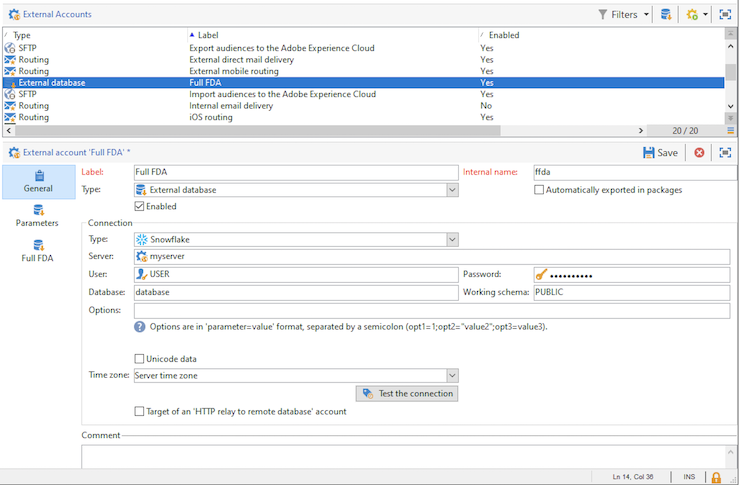 External Accounts
Filters
Type Label Enabled
SFTP Export audiences to the Adobe Experience Cloud Yes
Routing External direct mail delivery Yes
Routing External mobile routing Yes
External database Full FDA Yes
SFTP Import audiences to the Adobe Experience Cloud Yes
Routing Internal email delivery No
Routing iOS routing Yes
20 / 20
External account 'Full FDA' *
Save
General
Parameters
Full FDA
Label: Full FDA Internal name: ffda
Type: External database Automatically exported in packages
Enabled
Connection
Type: Snowflake
Server: myserver
User: USER Password: ••••••••••
Database: database Working schema: PUBLIC
Options:
Options are in 'parameter=value' format, separated by a semicolon (opt1=1;opt2="value2";opt3=value3).
Unicode data
Time zone: Server time zone
Test the connection
Target of an 'HTTP relay to remote database' account
Comment
Ln 14, Col 36 INS